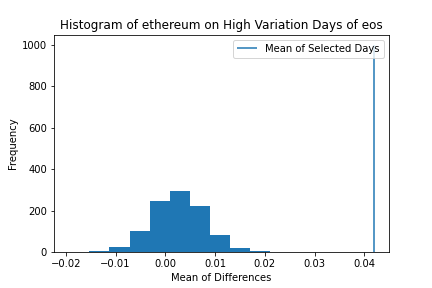 Histogram of ethereum on High Variation Days of eos
Mean of Selected Days
1000
800
600
400
200
0
Frequency
−0.02 −0.01 0.00 0.01 0.02 0.03 0.04
Mean of Differences